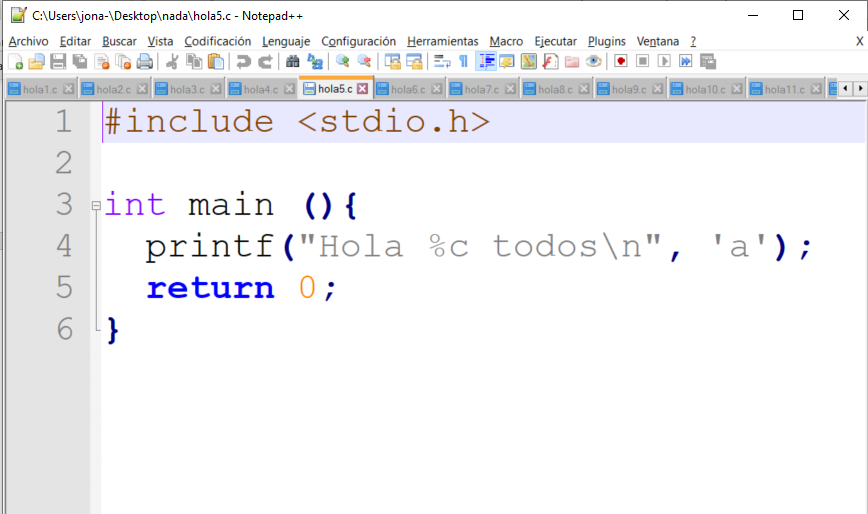 C:\Users\jona-\Desktop\nada\hola5.c - Notepad++
Archivo Editar Buscar Vista Codificación Lenguaje Configuración Herramientas Macro Ejecutar Plugins Ventana ? X
hola1.c hola2.c hola3.c hola4.c hola5.c hola6.c hola7.c hola8.c hola9.c hola10.c hola11.c
1 #include <stdio.h>
2
3 int main (){
4 printf("Hola %c todos\n", 'a');
5 return 0;
6 }